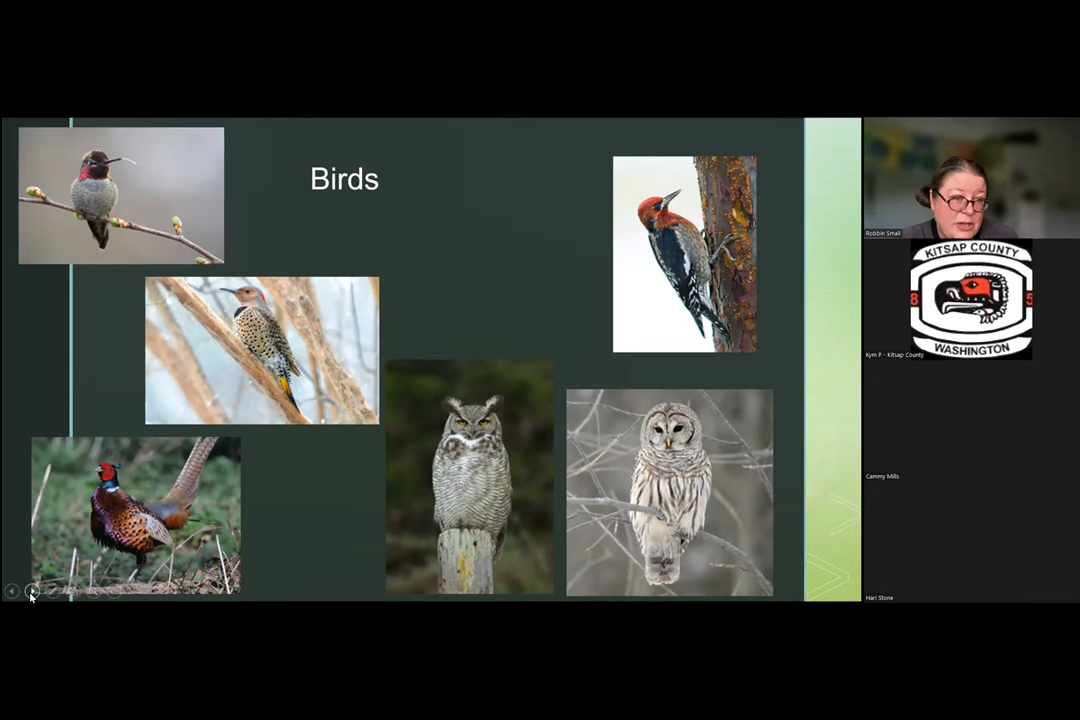 Birds
Robbin Small
KITSAP COUNTY
8 5
WASHINGTON
Kym P - Kitsap County
Cammy Mills
Hari Stone